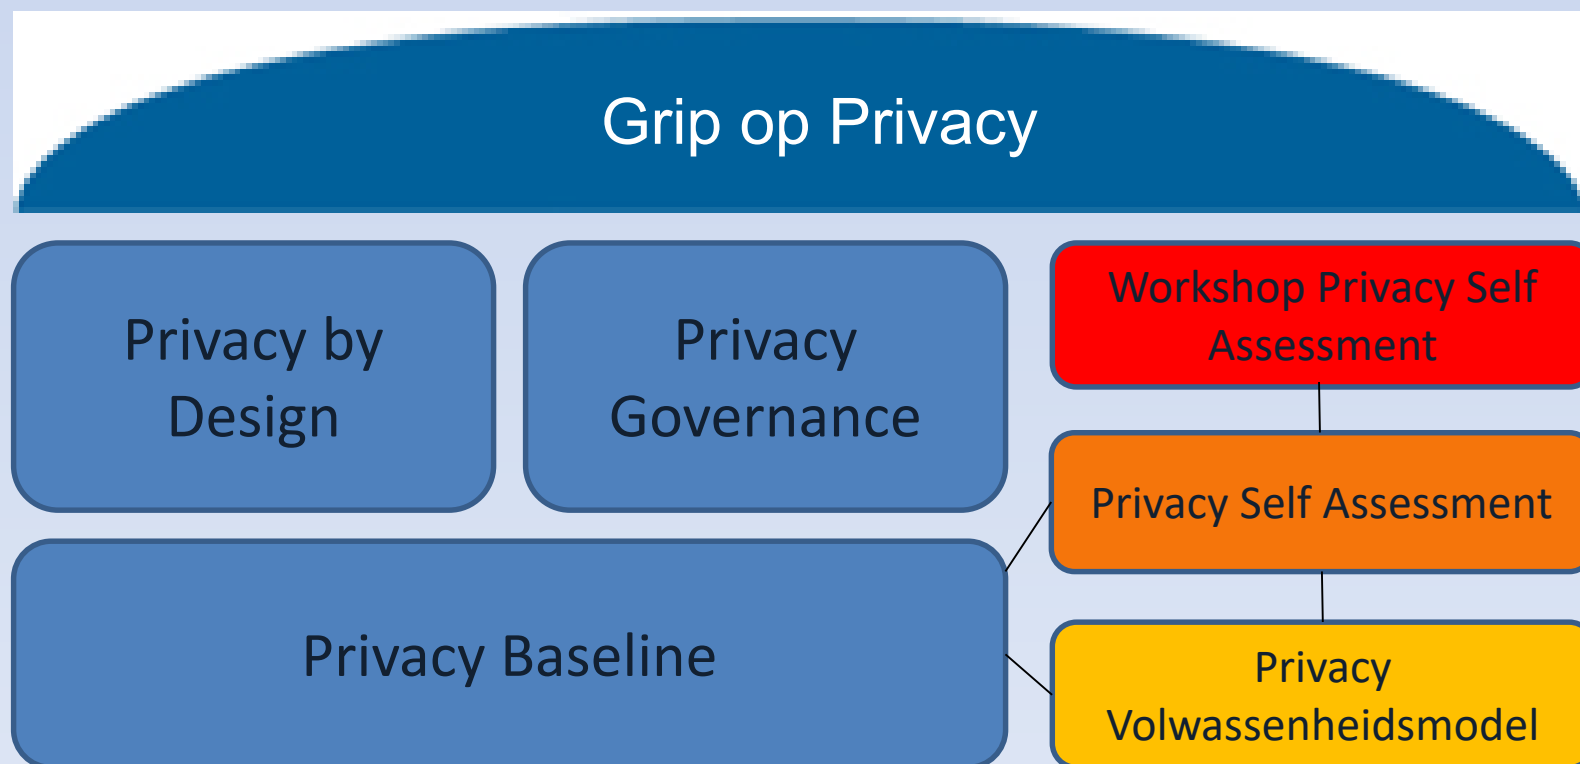 Grip op Privacy
Privacy by
Design
Privacy
Governance
Workshop Privacy Self
Assessment
Privacy Self Assessment
Privacy Baseline
Privacy
Volwassenheidsmodel